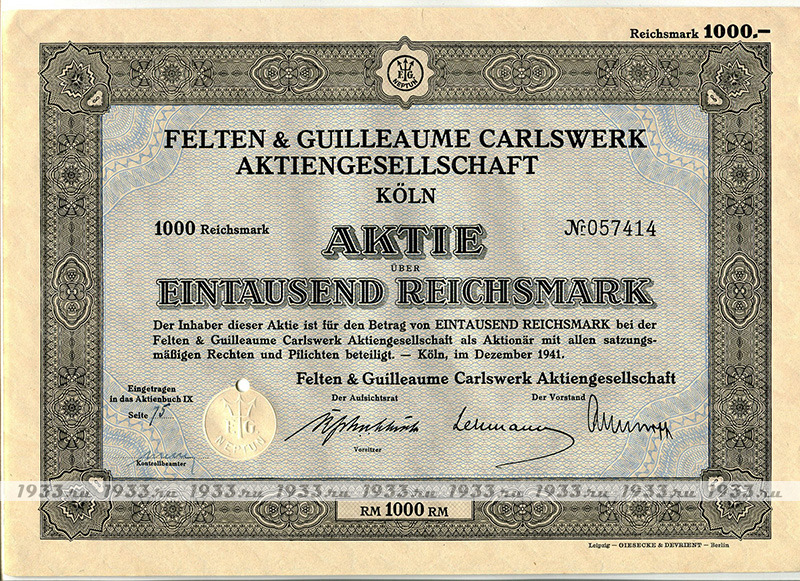 Reichsmark 1000.—
F. G.
NEPTUN
FELTEN & GUILLEAUME CARLSWERK
AKTIENGESELLSCHAFT
KÖLN
1000 Reichsmark
AKTIE
№ 057414
ÜBER
EINTAUSEND REICHSMARK
Der Inhaber dieser Aktie ist für den Betrag von EINTAUSEND REICHSMARK bei der
Felten & Guilleaume Carlswerk Aktiengesellschaft als Aktionär mit allen satzungs-
mäßigen Rechten und Pflichten beteiligt. — Köln, im Dezember 1941.
Felten & Guilleaume Carlswerk Aktiengesellschaft
Eingetragen
in das Aktienbuch IX
Seite 75
Der Aufsichtsrat
Der Vorstand
F. G.
NEPTUN
Lehmann
Vorsitzer
Kontrollbeamter
1933.ru 1933.ru 1933.ru 1933.ru 1933.ru 1933.ru 1933.ru 1933.ru 1933.ru
RM 1000 RM
Leipzig — GIESECKE & DEVRIENT — Berlin